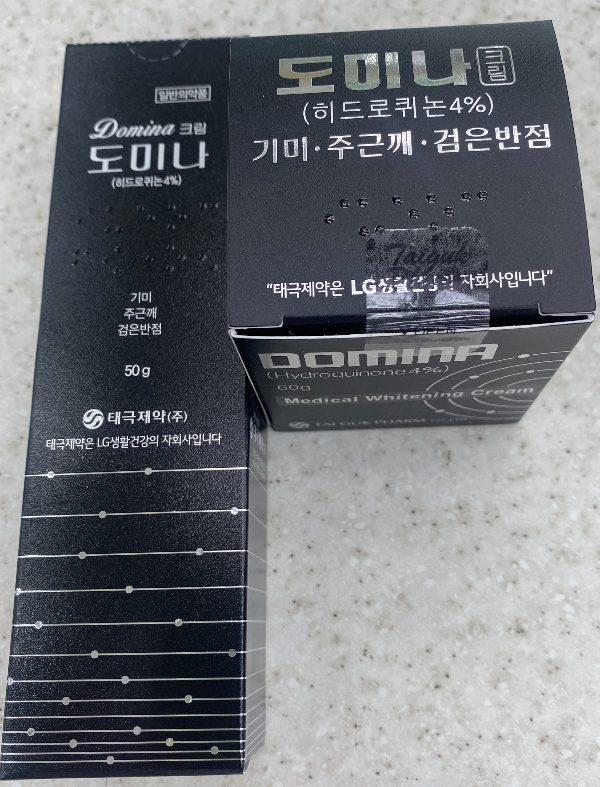 일반의약품
Domina 크림
도미나
(히드로퀴논4%)
기미
주근깨
검은반점
50g
태극제약(주)
태극제약은 LG생활건강의 자회사입니다
도미나 크림
(히드로퀴논4%)
기미·주근깨·검은반점
Taiguk
“태극제약은 LG생활건강의 자회사입니다”
DOMINA
(Hydroquinone 4%)
60g
Medical Whitening Cream
TAI GUK PHARM